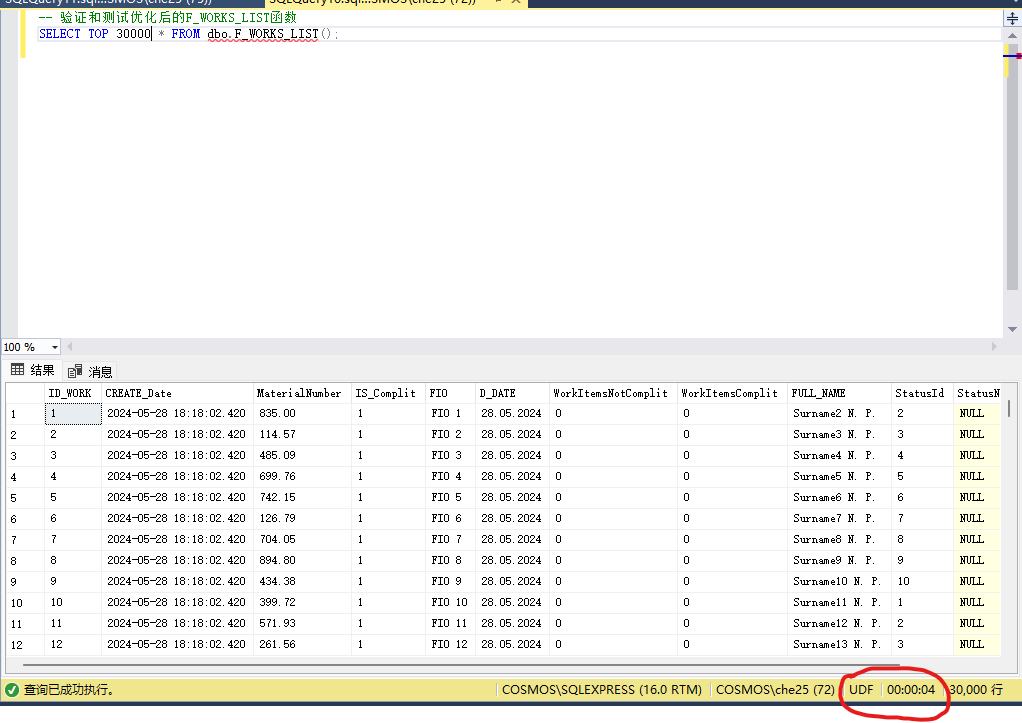 -- 验证和测试优化后的F_WORKS_LIST函数
SELECT TOP 30000 * FROM dbo.F_WORKS_LIST();
100 %
结果 消息
ID_WORK CREATE_Date MaterialNumber IS_Complit FIO D_DATE WorkItemsNotComplit WorkItemsComplit FULL_NAME StatusId StatusN
1 1 2024-05-28 18:18:02.420 835.00 1 FIO 1 28.05.2024 0 0 Surname2 N. P. 2 NULL
2 2 2024-05-28 18:18:02.420 114.57 1 FIO 2 28.05.2024 0 0 Surname3 N. P. 3 NULL
3 3 2024-05-28 18:18:02.420 485.09 1 FIO 3 28.05.2024 0 0 Surname4 N. P. 4 NULL
4 4 2024-05-28 18:18:02.420 699.76 1 FIO 4 28.05.2024 0 0 Surname5 N. P. 5 NULL
5 5 2024-05-28 18:18:02.420 742.15 1 FIO 5 28.05.2024 0 0 Surname6 N. P. 6 NULL
6 6 2024-05-28 18:18:02.420 126.79 1 FIO 6 28.05.2024 0 0 Surname7 N. P. 7 NULL
7 7 2024-05-28 18:18:02.420 704.05 1 FIO 7 28.05.2024 0 0 Surname8 N. P. 8 NULL
8 8 2024-05-28 18:18:02.420 894.80 1 FIO 8 28.05.2024 0 0 Surname9 N. P. 9 NULL
9 9 2024-05-28 18:18:02.420 434.38 1 FIO 9 28.05.2024 0 0 Surname10 N. P. 10 NULL
10 10 2024-05-28 18:18:02.420 399.72 1 FIO 10 28.05.2024 0 0 Surname11 N. P. 1 NULL
11 11 2024-05-28 18:18:02.420 571.93 1 FIO 11 28.05.2024 0 0 Surname12 N. P. 2 NULL
12 12 2024-05-28 18:18:02.420 261.56 1 FIO 12 28.05.2024 0 0 Surname13 N. P. 3 NULL
查询已成功执行。 COSMOS\SQLEXPRESS (16.0 RTM) COSMOS\che25 (72) UDF 00:00:04 30,000 行